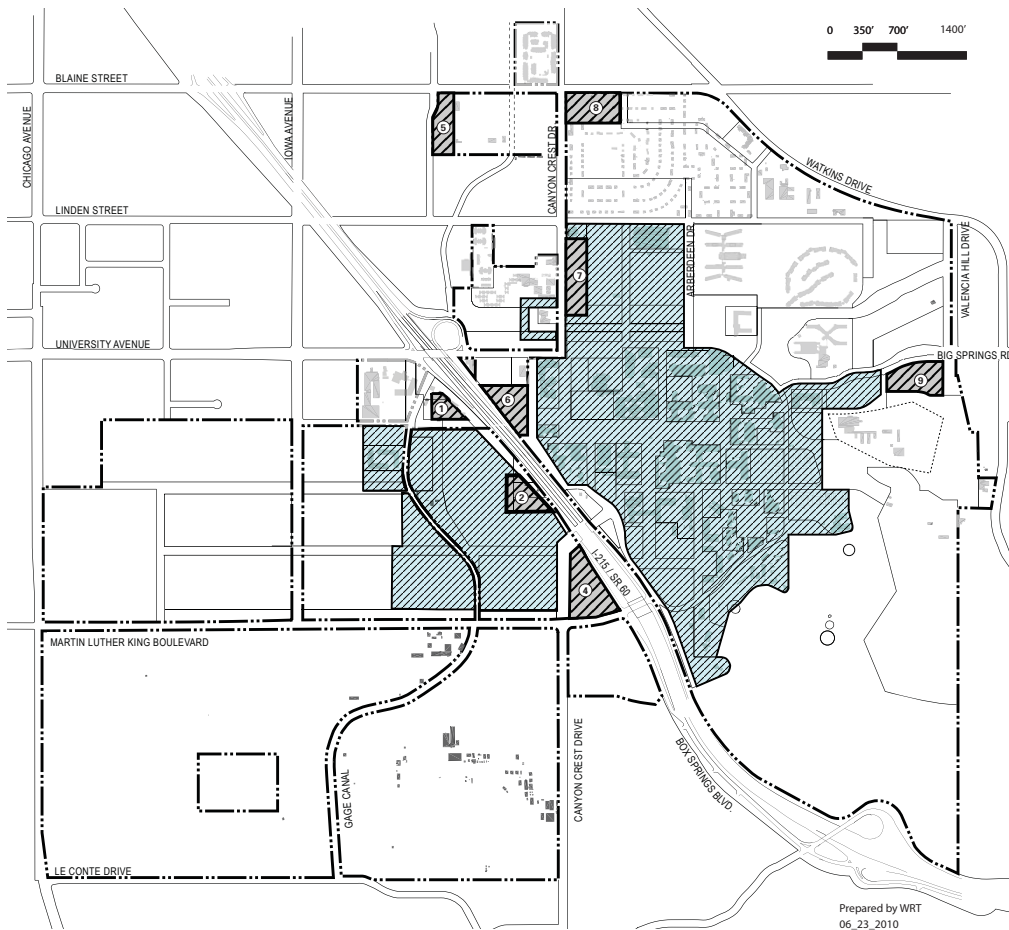 0 350' 700' 1400'
BLAINE STREET
CHICAGO AVENUE
IOWA AVENUE
5
CANYON CREST DR
8
WATKINS DRIVE
LINDEN STREET
VALENCIA HILL DRIVE
ARBERDEEN DR
7
UNIVERSITY AVENUE
BIG SPRINGS RD
9
1
6
2
I-215 / SR 60
4
MARTIN LUTHER KING BOULEVARD
CANYON CREST DRIVE
BOX SPRINGS BLVD.
GAGE CANAL
LE CONTE DRIVE
Prepared by WRT
06_23_2010